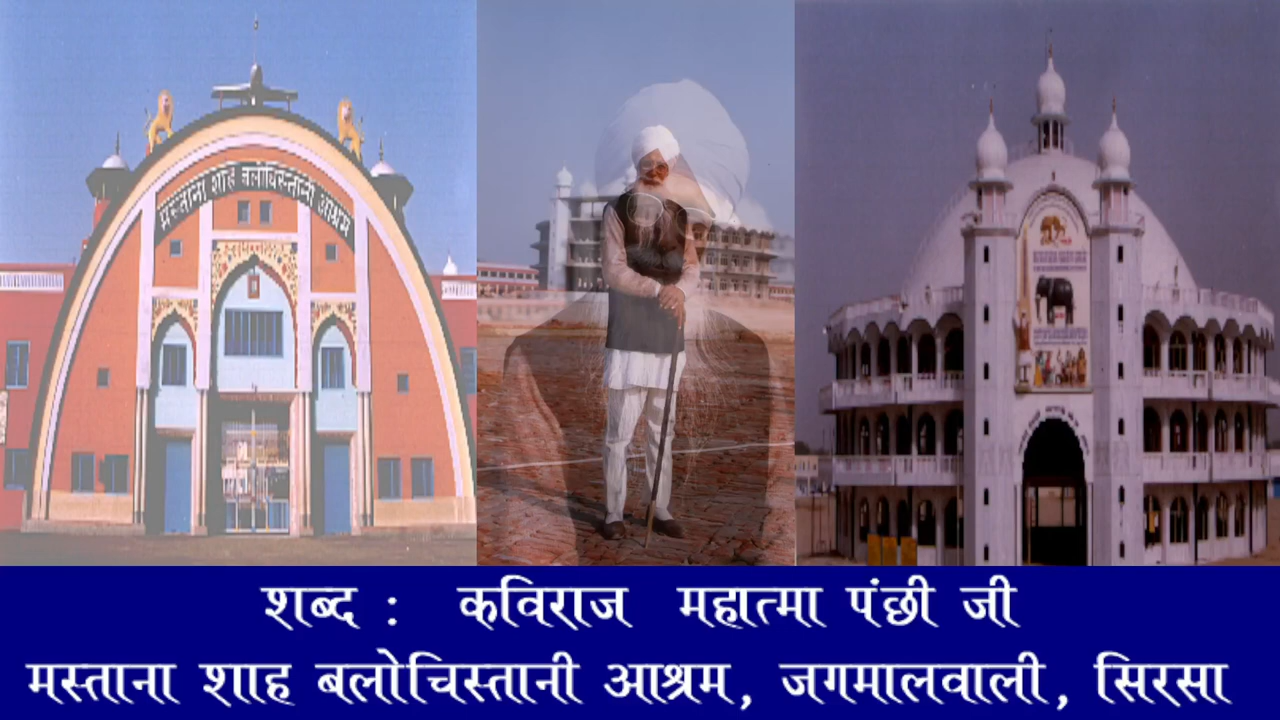 मस्ताना शाह बलोचिस्तानी आश्रम
शब्द : कविराज महात्मा पंछी जी
मस्ताना शाह बलोचिस्तानी आश्रम, जगमालवाली, सिरसा